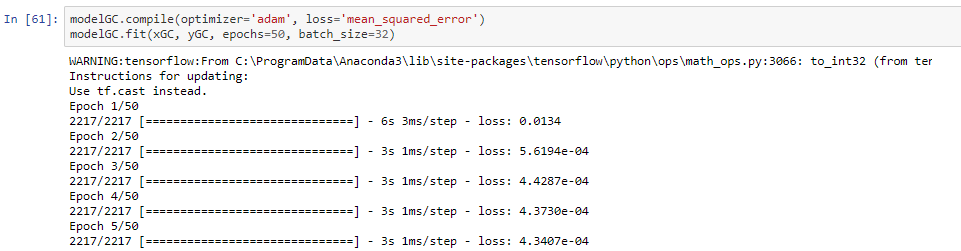 In [61]: modelGC.compile(optimizer='adam', loss='mean_squared_error')
modelGC.fit(xGC, yGC, epochs=50, batch_size=32)
WARNING:tensorflow:From C:\ProgramData\Anaconda3\lib\site-packages\tensorflow\python\ops\math_ops.py:3066: to_int32 (from ter
Instructions for updating:
Use tf.cast instead.
Epoch 1/50
2217/2217 [==============================] - 6s 3ms/step - loss: 0.0134
Epoch 2/50
2217/2217 [==============================] - 3s 1ms/step - loss: 5.6194e-04
Epoch 3/50
2217/2217 [==============================] - 3s 1ms/step - loss: 4.4287e-04
Epoch 4/50
2217/2217 [==============================] - 3s 1ms/step - loss: 4.3730e-04
Epoch 5/50
2217/2217 [==============================] - 3s 1ms/step - loss: 4.3407e-04